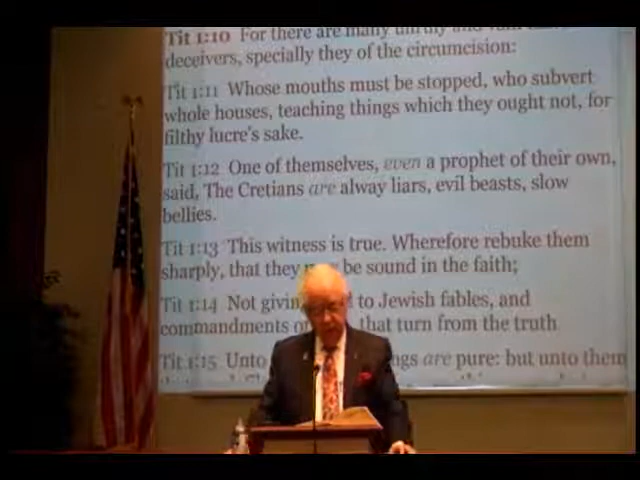 Tit 1:10 For there are many unruly and vain
deceivers, specially they of the circumcision:
Tit 1:11 Whose mouths must be stopped, who subvert
whole houses, teaching things which they ought not, for
filthy lucre's sake.
Tit 1:12 One of themselves, even a prophet of their own,
said, The Cretians are alway liars, evil beasts, slow
bellies.
Tit 1:13 This witness is true. Wherefore rebuke them
sharply, that they be sound in the faith;
Tit 1:14 Not givin to Jewish fables, and
commandments o that turn from the truth
Tit 1:15 Unto ngs are pure: but unto them